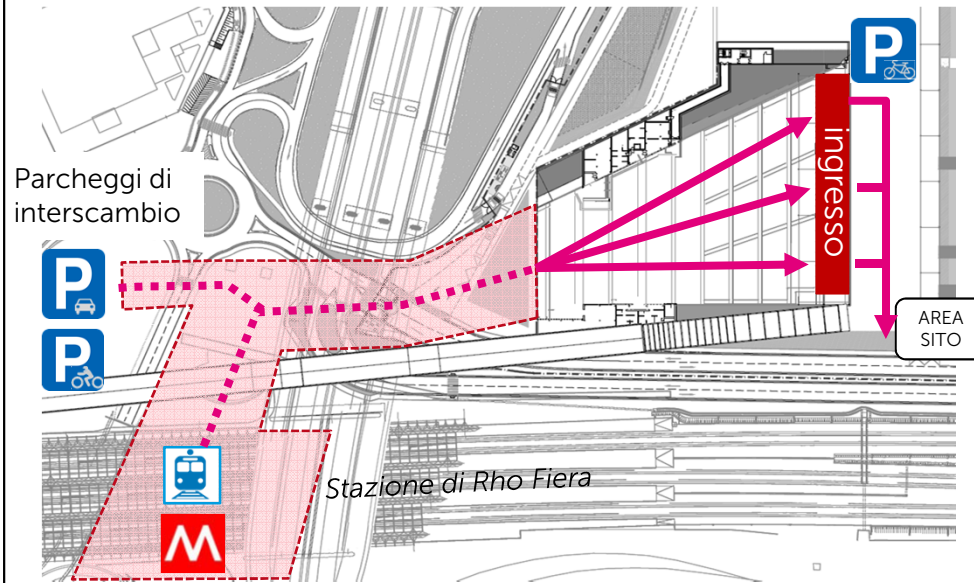 P
Parcheggi di
interscambio
ingresso
P
P
AREA
SITO
Stazione di Rho Fiera
M